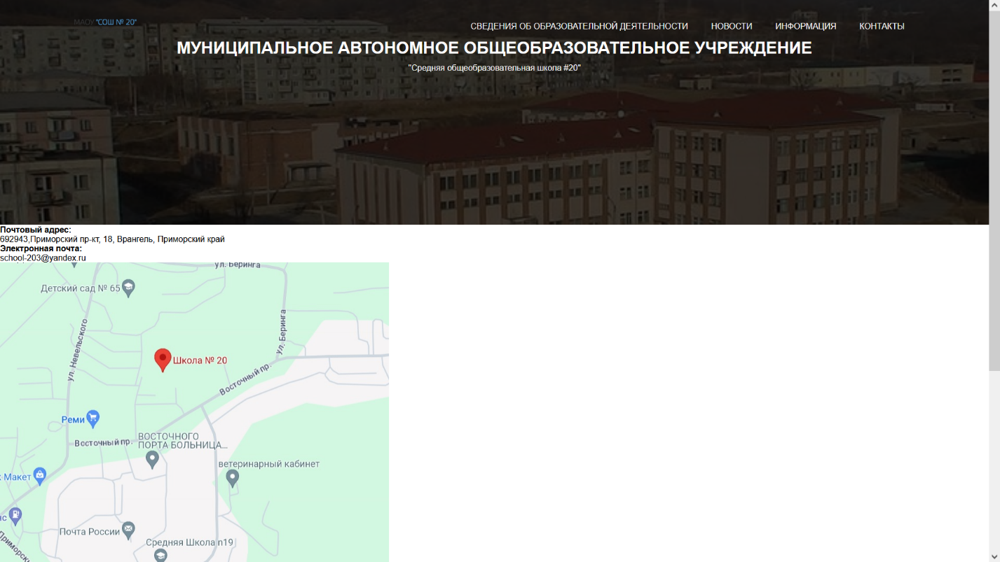 МАОУ "СОШ № 20"
СВЕДЕНИЯ ОБ ОБРАЗОВАТЕЛЬНОЙ ДЕЯТЕЛЬНОСТИ НОВОСТИ ИНФОРМАЦИЯ КОНТАКТЫ
МУНИЦИПАЛЬНОЕ АВТОНОМНОЕ ОБЩЕОБРАЗОВАТЕЛЬНОЕ УЧРЕЖДЕНИЕ
"Средняя общеобразовательная школа #20"
Почтовый адрес:
692943,Приморский пр-кт, 18, Врангель, Приморский край
Электронная почта:
school-203@yandex.ru
ул. Беринга
Детский сад № 65
ул. Беринга
ул. Невельского
Школа № 20
Восточный пр.
Реми
ВОСТОЧНОГО
ПОРТА БОЛЬНИЦА...
Восточный пр.
ветеринарный кабинет
Макет
Почта России
Средняя Школа n19